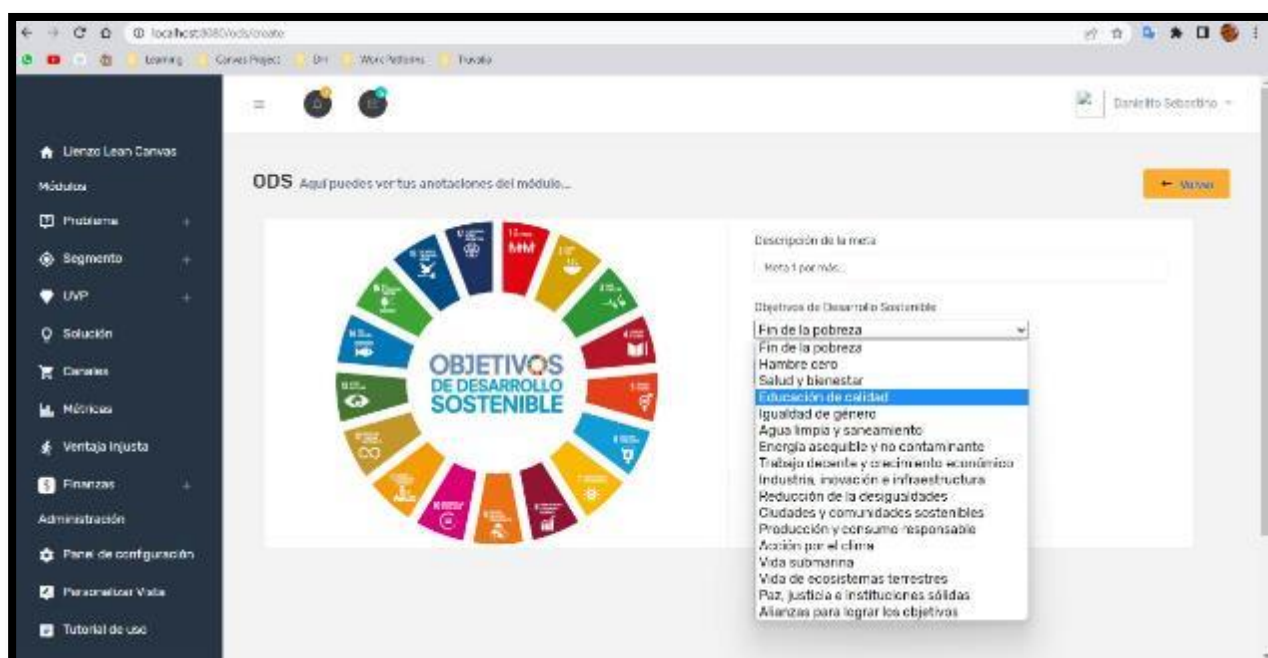 localhost:8080/ods/create
Learning
Canvas Project
Work Patterns
Danielito Sebastino
Lienzo Lean Canvas
Módulos
Problema
Segmento
UVP
Solución
Canales
Métricas
Ventaja Injusta
Finanzas
Administración
Panel de configuración
Personalizar Vista
Tutorial de uso
ODS Aquí puedes ver tus anotaciones del módulo...
Volver
OBJETIVOS
DE DESARROLLO
SOSTENIBLE
Descripción de la meta
Meta 1 por más...
Objetivos de Desarrollo Sostenible
Fin de la pobreza
Fin de la pobreza
Hambre cero
Salud y bienestar
Educación de calidad
Igualdad de género
Agua limpia y saneamiento
Energía asequible y no contaminante
Trabajo decente y crecimiento económico
Industria, inovación e infraestructura
Reducción de la desigualdades
Ciudades y comunidades sostenibles
Producción y consumo responsable
Acción por el clima
Vida submarina
Vida de ecosistemas terrestres
Paz, justicia e instituciones sólidas
Alianzas para lograr los objetivos